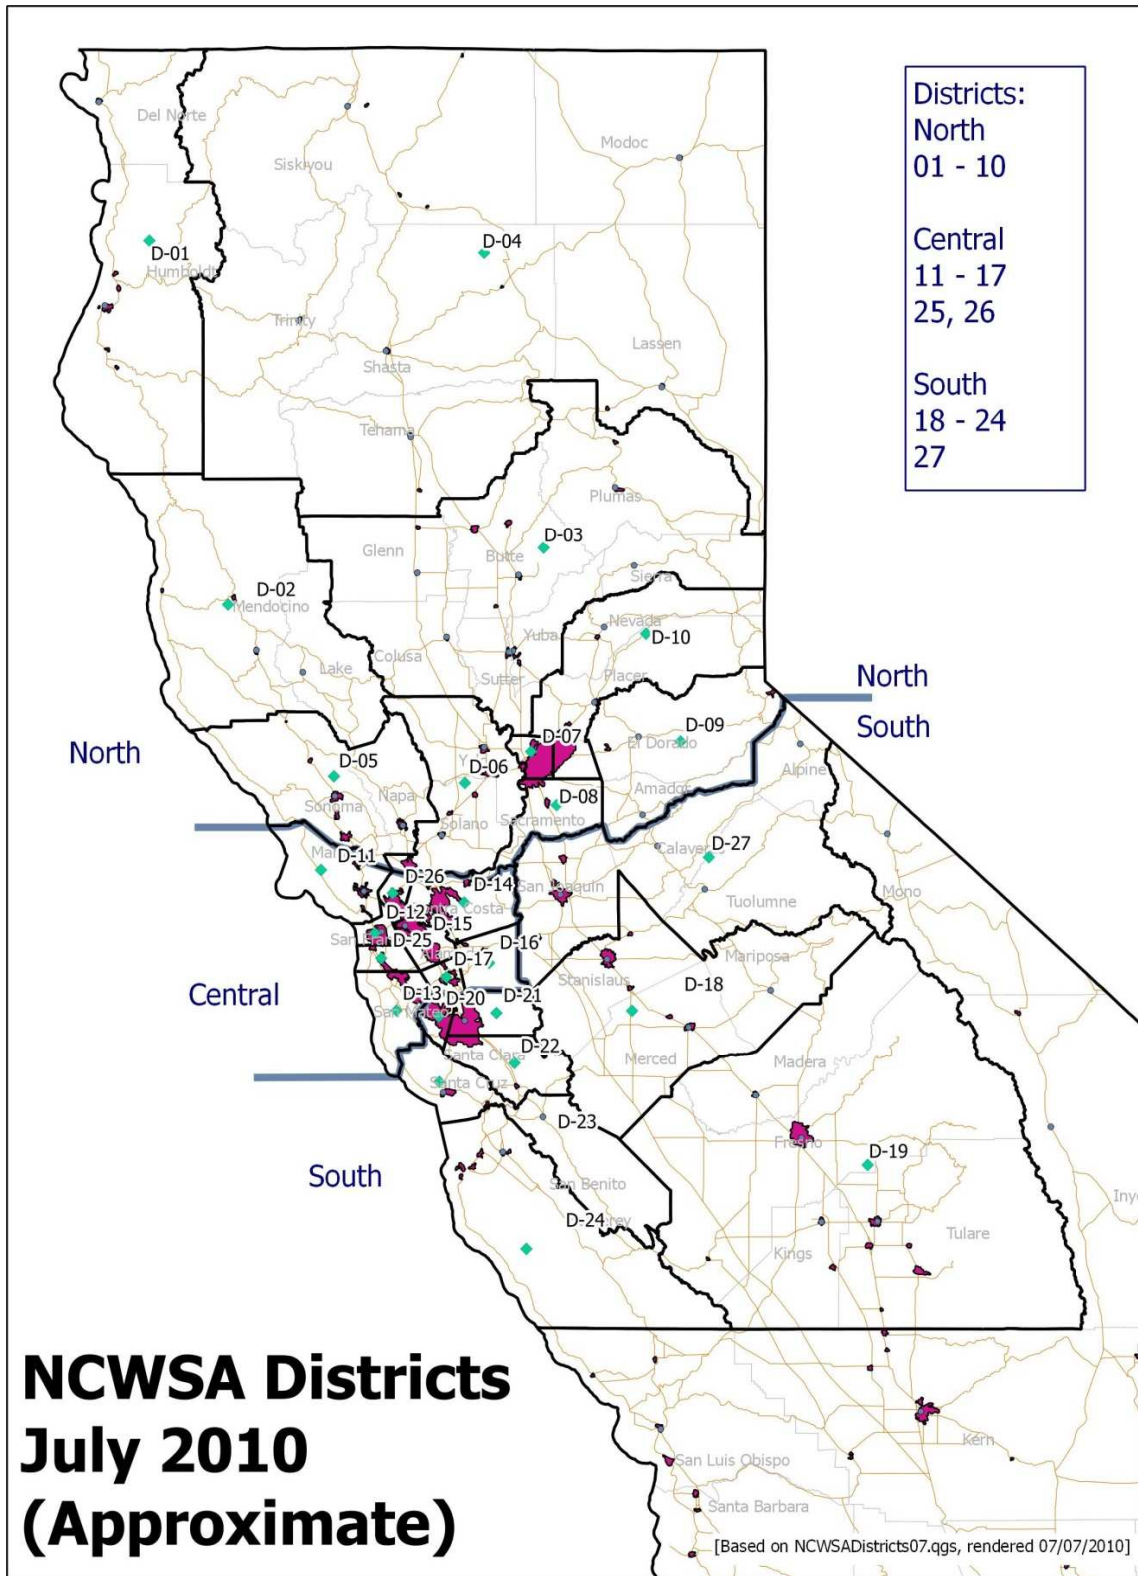 Districts:
North
01 - 10
Central
11 - 17
25, 26
South
18 - 24
27
Del Norte
Siskiyou
Modoc
D-01
Humboldt
D-04
Trinity
Shasta
Lassen
Tehama
Plumas
Glenn
Butte
D-03
Sierra
D-02
Mendocino
Nevada
D-10
Yuba
Lake
Colusa
Sutter
Placer
North
South
North
D-05
D-06
D-07
D-09
El Dorado
Alpine
Sonoma
Napa
Solano
D-08
Sacramento
Amador
D-11
D-26
D-14
San Joaquin
D-27
Mono
Tuolumne
D-12
D-15
D-25
D-16
D-17
Stanislaus
Mariposa
D-18
Central
D-13
D-20
D-21
San Mateo
Santa Clara
D-22
Merced
Madera
Santa Cruz
D-23
Fresno
D-19
South
San Benito
D-24
Kings
Tulare
NCWSA Districts
July 2010
(Approximate)
Kern
San Luis Obispo
Santa Barbara
[Based on NCWSADistricts07.qgs, rendered 07/07/2010]